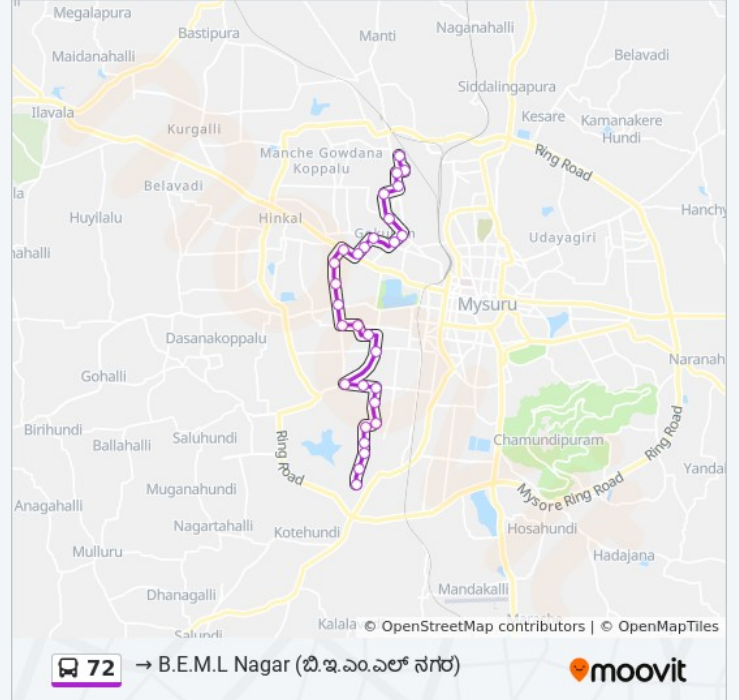 Megalapura
Bastipura
Manti
Naganahalli
Maidanahalli
Belavadi
Siddalingapura
Ilavala
Kesare
Kamanakere
Hundi
Kurgalli
Ring Road
Manche Gowdana
Koppalu
Belavadi
Huyilalu
Hinkal
Hanchy
Udayagiri
ahalli
Mysuru
Dasanakoppalu
Naranah
Gohalli
Birihundi
Ballahalli
Saluhundi
Chamundipuram
Ring Road
Ring Road
Yanda
Muganahundi
Mysore Ring Road
Anagahalli
Nagartahalli
Kotehundi
Hosahundi
Mulluru
Hadajana
Dhanagalli
Mandakalli
Kalala
Salundi
© OpenStreetMap contributors | © OpenMapTiles
72 → B.E.M.L Nagar (ಬಿ.ಇ.ಎಂ.ಎಲ್ ನಗರ)
moovit